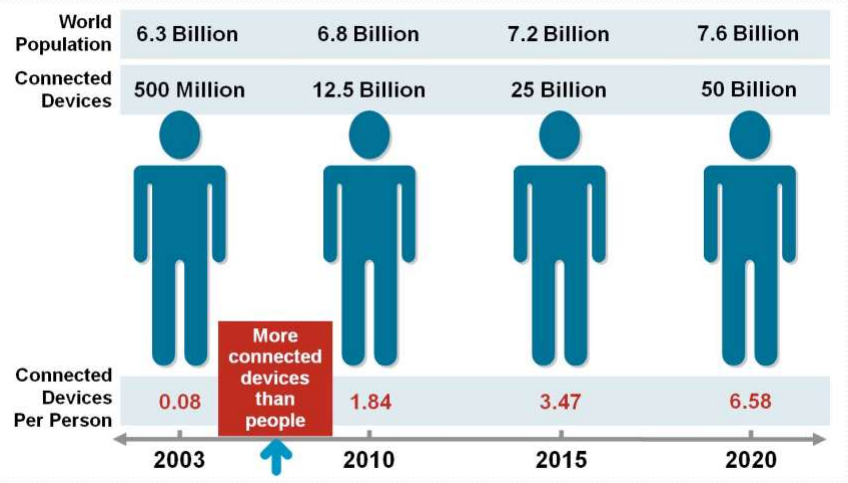 World
Population
6.3 Billion 6.8 Billion 7.2 Billion 7.6 Billion
Connected
Devices
500 Million 12.5 Billion 25 Billion 50 Billion
More
connected
devices
than
people
Connected
Devices
Per Person
0.08 1.84 3.47 6.58
2003 2010 2015 2020